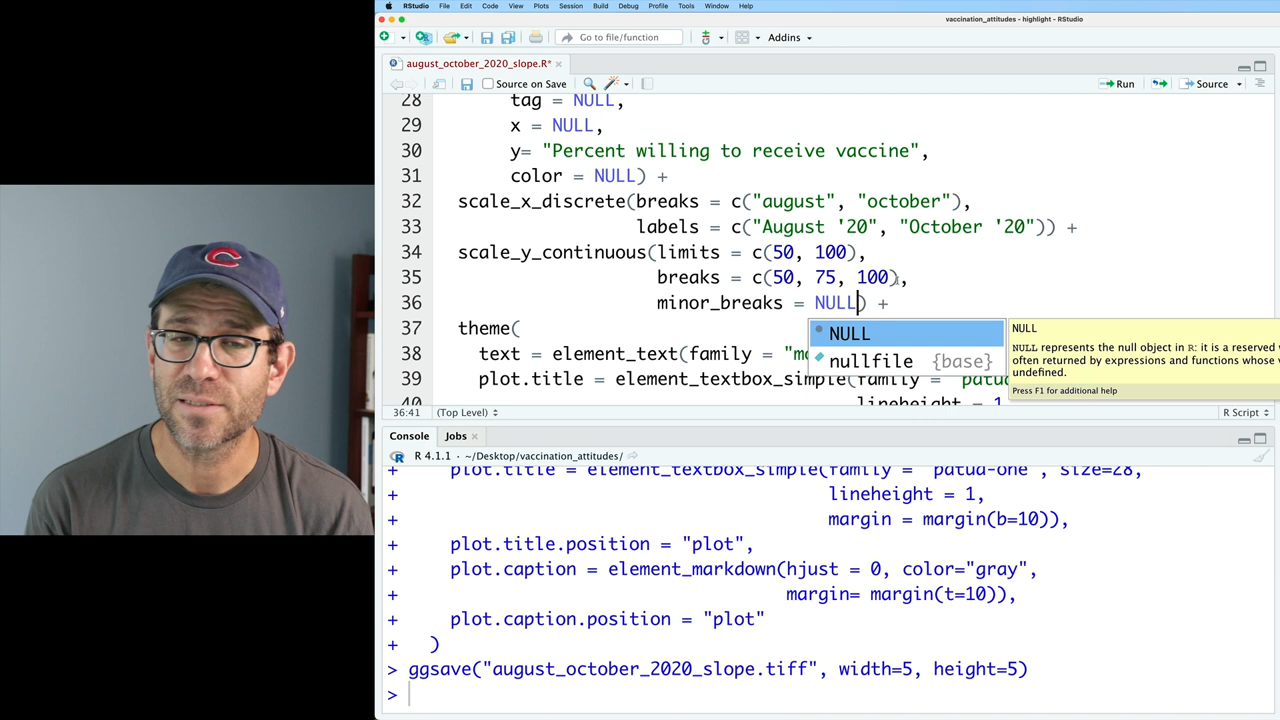 RStudio File Edit Code View Plots Session Build Debug Profile Tools Window Help
vaccination_attitudes - highlight - RStudio
Go to file/function Addins
august_october_2020_slope.R*
Source on Save Run Source
28 tag = NULL,
29 x = NULL,
30 y= "Percent willing to receive vaccine",
31 color = NULL) +
32 scale_x_discrete(breaks = c("august", "october"),
33 labels = c("August '20", "October '20")) +
34 scale_y_continuous(limits = c(50, 100),
35 breaks = c(50, 75, 100),
36 minor_breaks = NULL) +
37 theme(
38 text = element_text(family = "mo
39 plot.title = element_textbox_simple(family = "patua
40 lineheight = 1
NULL
nullfile {base}
NULL
NULL represents the null object in R: it is a reserved
often returned by expressions and functions whose
undefined.
Press F1 for additional help
36:41 (Top Level) R Script
Console Jobs
R 4.1.1 · ~/Desktop/vaccination_attitudes/
+ plot.title = element_textbox_simple(family = "patua-one", size=28,
+ lineheight = 1,
+ margin = margin(b=10)),
+ plot.title.position = "plot",
+ plot.caption = element_markdown(hjust = 0, color="gray",
+ margin= margin(t=10)),
+ plot.caption.position = "plot"
+ )
> ggsave("august_october_2020_slope.tiff", width=5, height=5)
>
C